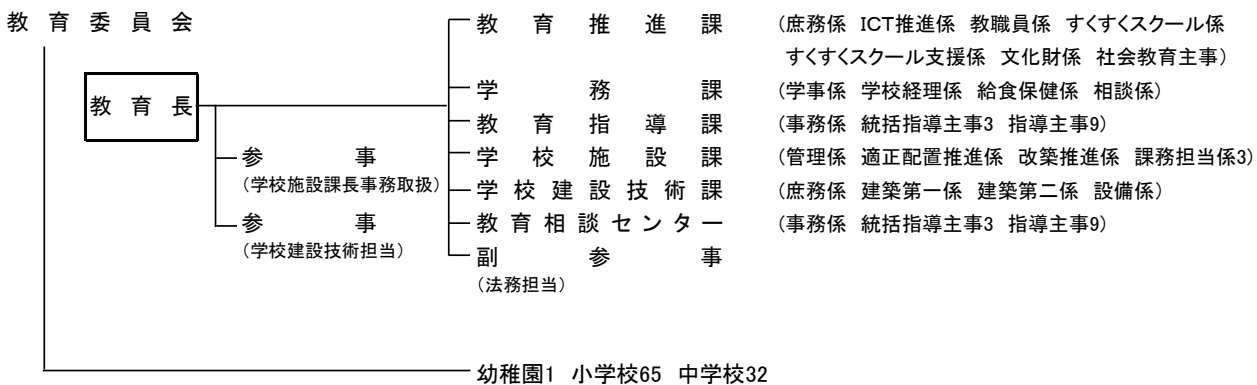 教育委員会
教育推進課 (庶務係 ICT推進係 教職員係 すくすくスクール係
すくすくスクール支援係 文化財係 社会教育主事)
学務課 (学事係 学校経理係 給食保健係 相談係)
教育長
教育指導課 (事務係 統括指導主事3 指導主事9)
参事 学校施設課 (管理係 適正配置推進係 改築推進係 課務担当係3)
(学校施設課長事務取扱)
学校建設技術課 (庶務係 建築第一係 建築第二係 設備係)
参事 教育相談センター (事務係 統括指導主事3 指導主事9)
(学校建設技術担当)
副参事
(法務担当)
幼稚園1 小学校65 中学校32